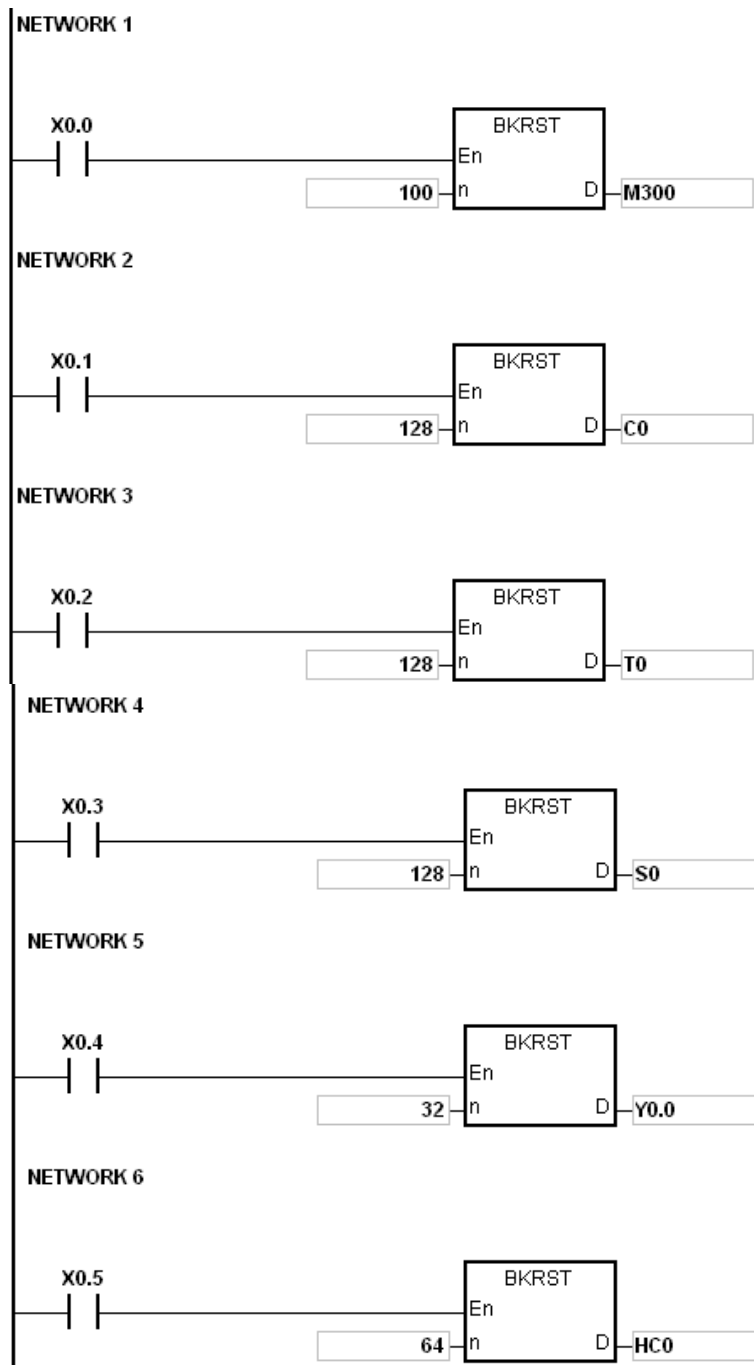 NETWORK 1
X0.0
BKRST
En
100 n D M300
NETWORK 2
X0.1
BKRST
En
128 n D C0
NETWORK 3
X0.2
BKRST
En
128 n D T0
NETWORK 4
X0.3
BKRST
En
128 n D S0
NETWORK 5
X0.4
BKRST
En
32 n D Y0.0
NETWORK 6
X0.5
BKRST
En
64 n D HC0